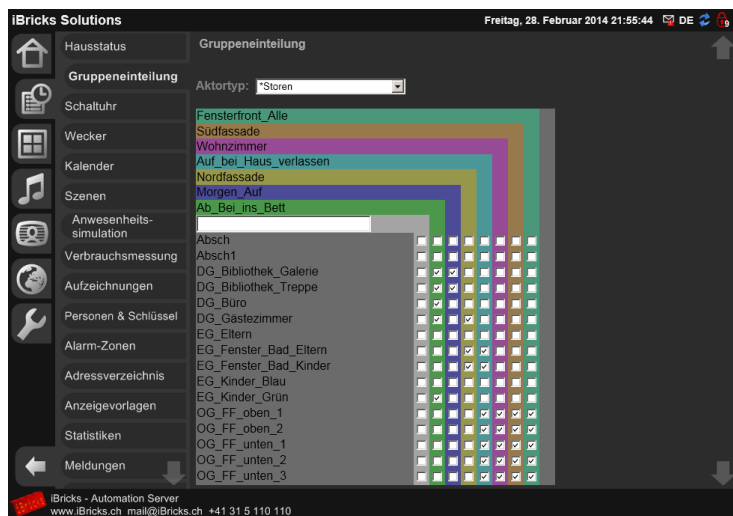 iBricks Solutions
Freitag, 28. Februar 2014 21:55:44
DE
9
Hausstatus
Gruppeneinteilung
Schaltuhr
Wecker
Kalender
Szenen
Anwesenheits-
simulation
Verbrauchsmessung
Aufzeichnungen
Personen & Schlüssel
Alarm-Zonen
Adressverzeichnis
Anzeigevorlagen
Statistiken
Meldungen
Gruppeneinteilung
Aktortyp: *Storen
Fensterfront_Alle
Südfassade
Wohnzimmer
Auf_bei_Haus_verlassen
Nordfassade
Morgen_Auf
Ab_Bei_ins_Bett
Absch
Absch1
DG_Bibliothek_Galerie
DG_Bibliothek_Treppe
DG_Büro
DG_Gästezimmer
EG_Eltern
EG_Fenster_Bad_Eltern
EG_Fenster_Bad_Kinder
EG_Kinder_Blau
EG_Kinder_Grün
OG_FF_oben_1
OG_FF_oben_2
OG_FF_unten_1
OG_FF_unten_2
OG_FF_unten_3
iBricks
iBricks - Automation Server
www.iBricks.ch mail@iBricks.ch +41 31 5 110 110